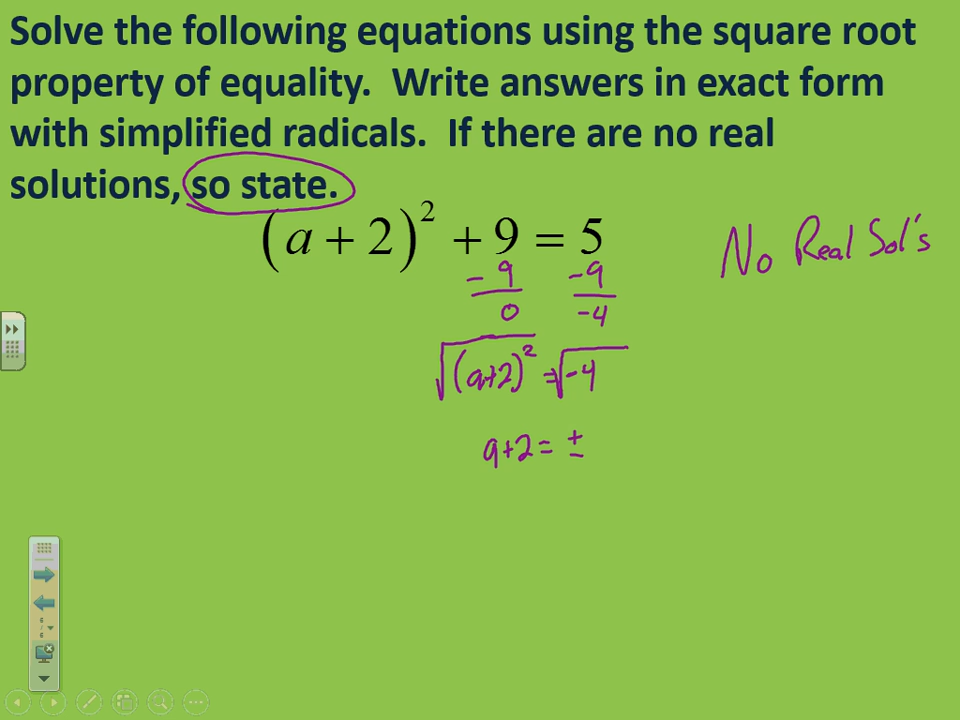 Solve the following equations using the square root
property of equality. Write answers in exact form
with simplified radicals. If there are no real
solutions, so state.
(a + 2)² + 9 = 5
No Real Sol's
- 9 -9
0 -4
√(a+2)² = √-4
a+2 = ±